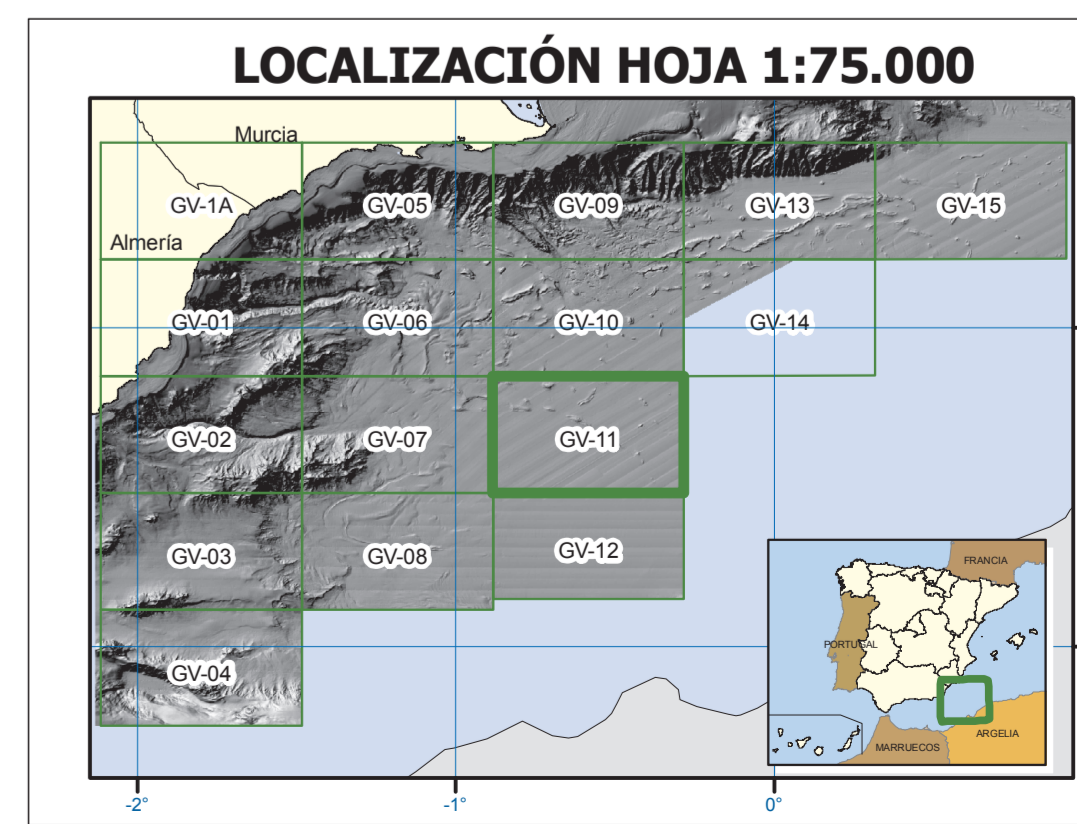 LOCALIZACIÓN HOJA 1:75.000
Murcia
GV-1A
GV-05
GV-09
GV-13
GV-15
Almería
GV-01
GV-06
GV-10
GV-14
GV-02
GV-07
GV-11
GV-03
GV-08
GV-12
GV-04
FRANCIA
PORTUGAL
ARGELIA
MARRUECOS
-2°
-1°
0°